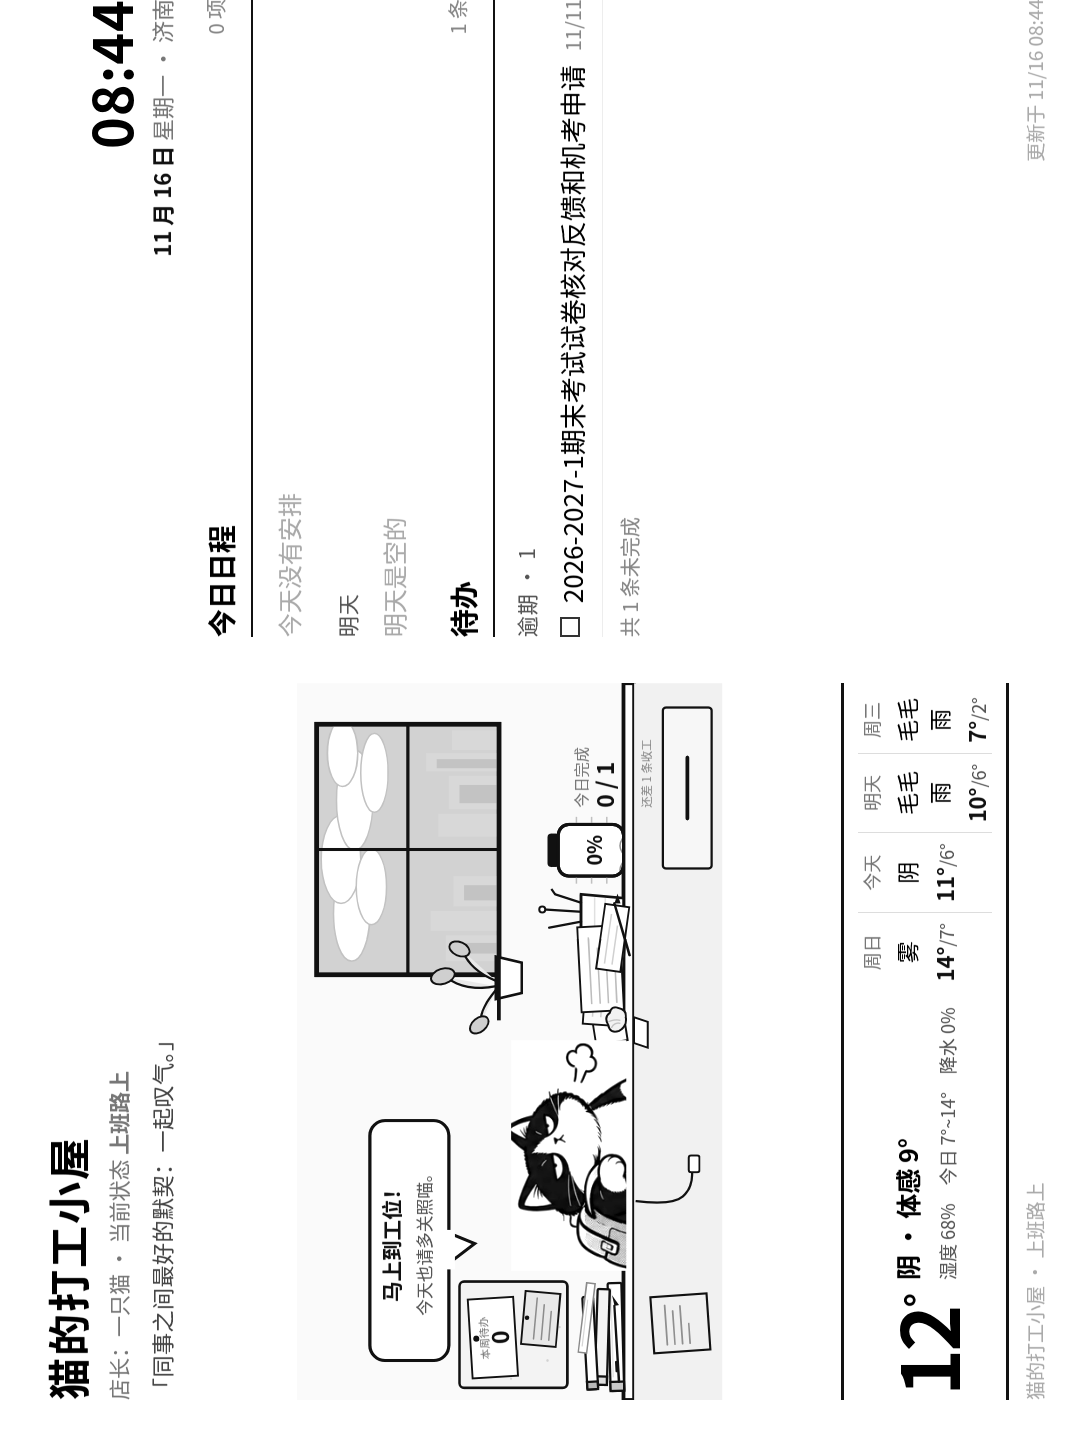 猫的打工小屋
店长：一只猫 · 当前状态 上班路上
「同事之间最好的默契：一起叹气。」
马上到工位！
今天也请多关照喵。
本周待办
0
0%
今日完成
0 / 1
还差 1 条收工
12°
阴 · 体感 9°
湿度 68% 今日 7°~14° 降水 0%
周日
雾
14°/7°
今天
阴
11°/6°
明天
毛毛
雨
10°/6°
周三
毛毛
雨
7°/2°
猫的打工小屋 · 上班路上
08:44
11 月 16 日 星期一 · 济南
今日日程 0 项
今天没有安排
明天
明天是空的
待办 1 条
逾期 · 1
2026-2027-1期末考试试卷核对反馈和机考申请 11/11
共 1 条未完成
更新于 11/16 08:44